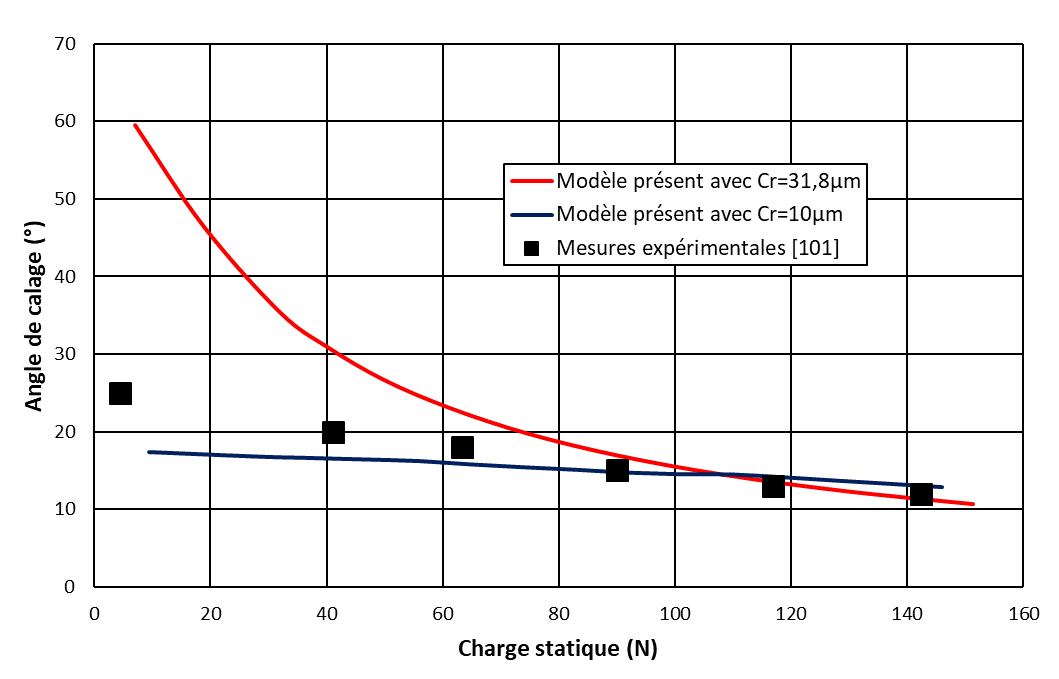 70
60
50
40
30
20
10
0
Angle de calage (°)
Modèle présent avec Cr=31,8µm
Modèle présent avec Cr=10µm
Mesures expérimentales [101]
0 20 40 60 80 100 120 140 160
Charge statique (N)